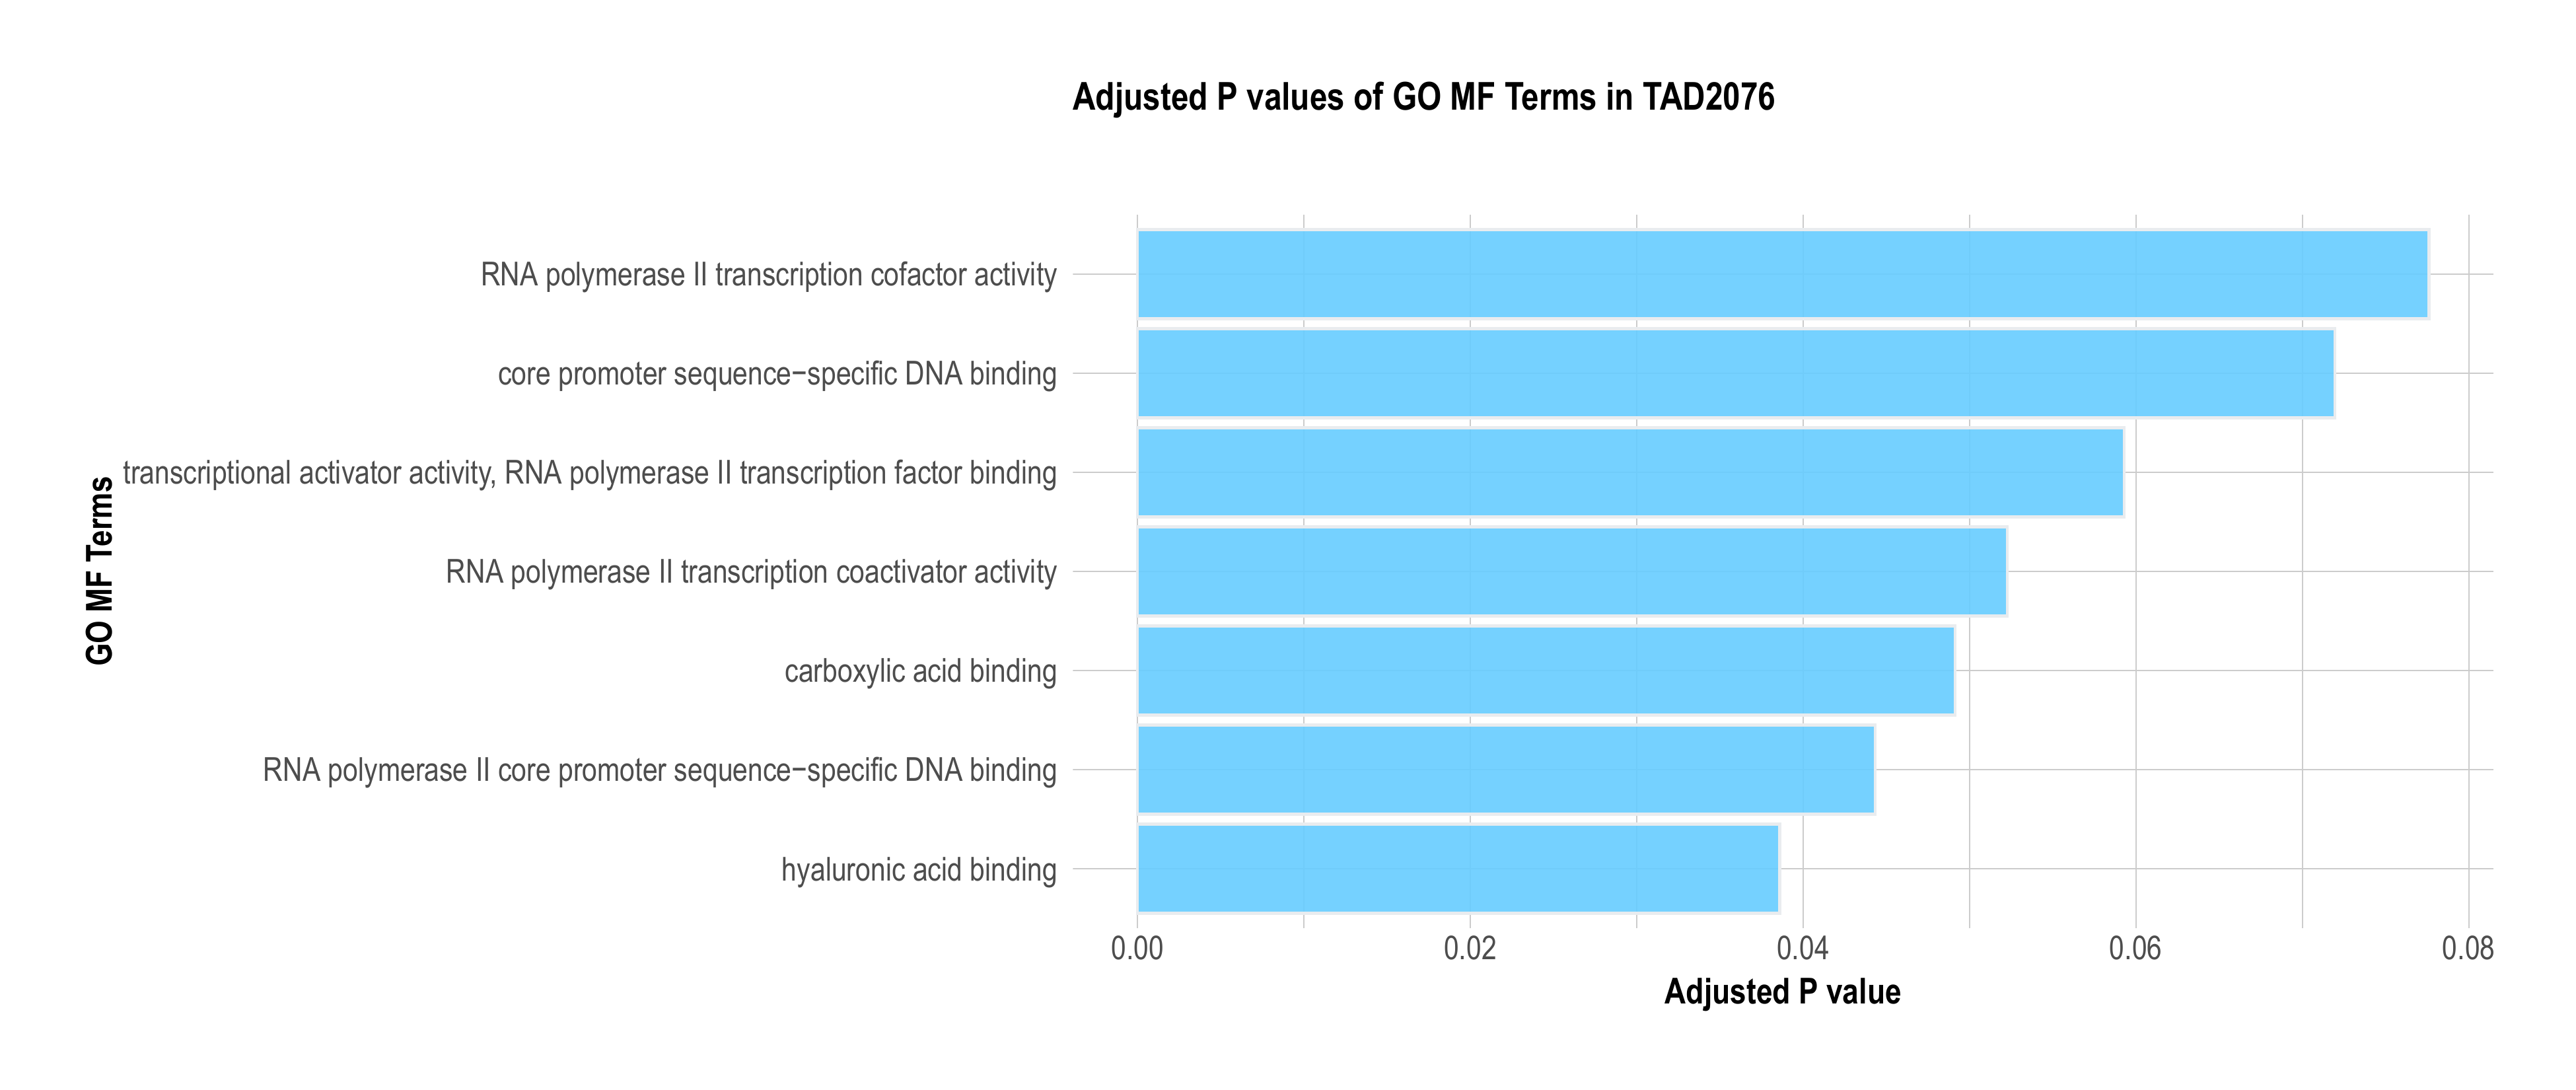 Adjusted P values of GO MF Terms in TAD2076
GO MF Terms
RNA polymerase II transcription cofactor activity
core promoter sequence−specific DNA binding
transcriptional activator activity, RNA polymerase II transcription factor binding
RNA polymerase II transcription coactivator activity
carboxylic acid binding
RNA polymerase II core promoter sequence−specific DNA binding
hyaluronic acid binding
0.00 0.02 0.04 0.06 0.08
Adjusted P value